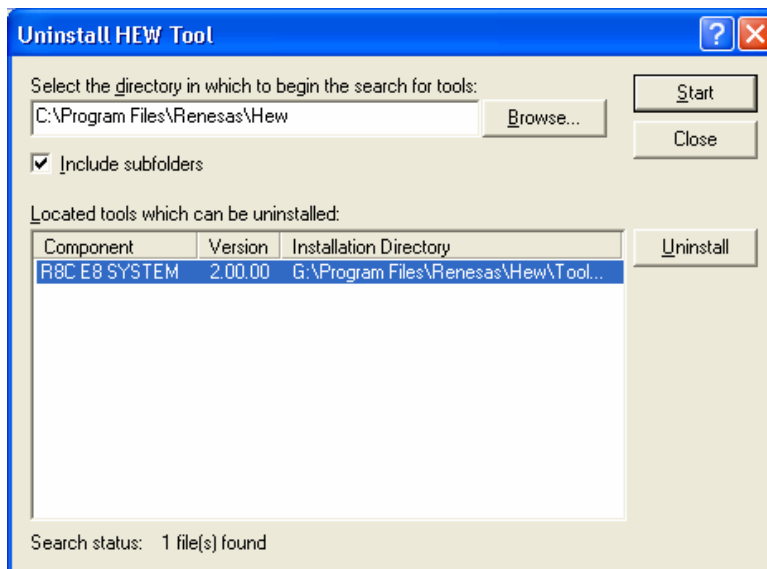 Uninstall HEW Tool
Select the directory in which to begin the search for tools:
C:\Program Files\Renesas\Hew
Browse...
Start
Close
Include subfolders
Located tools which can be uninstalled:
Component Version Installation Directory
R8C E8 SYSTEM 2.00.00 G:\Program Files\Renesas\Hew\Tool...
Uninstall
Search status: 1 file(s) found